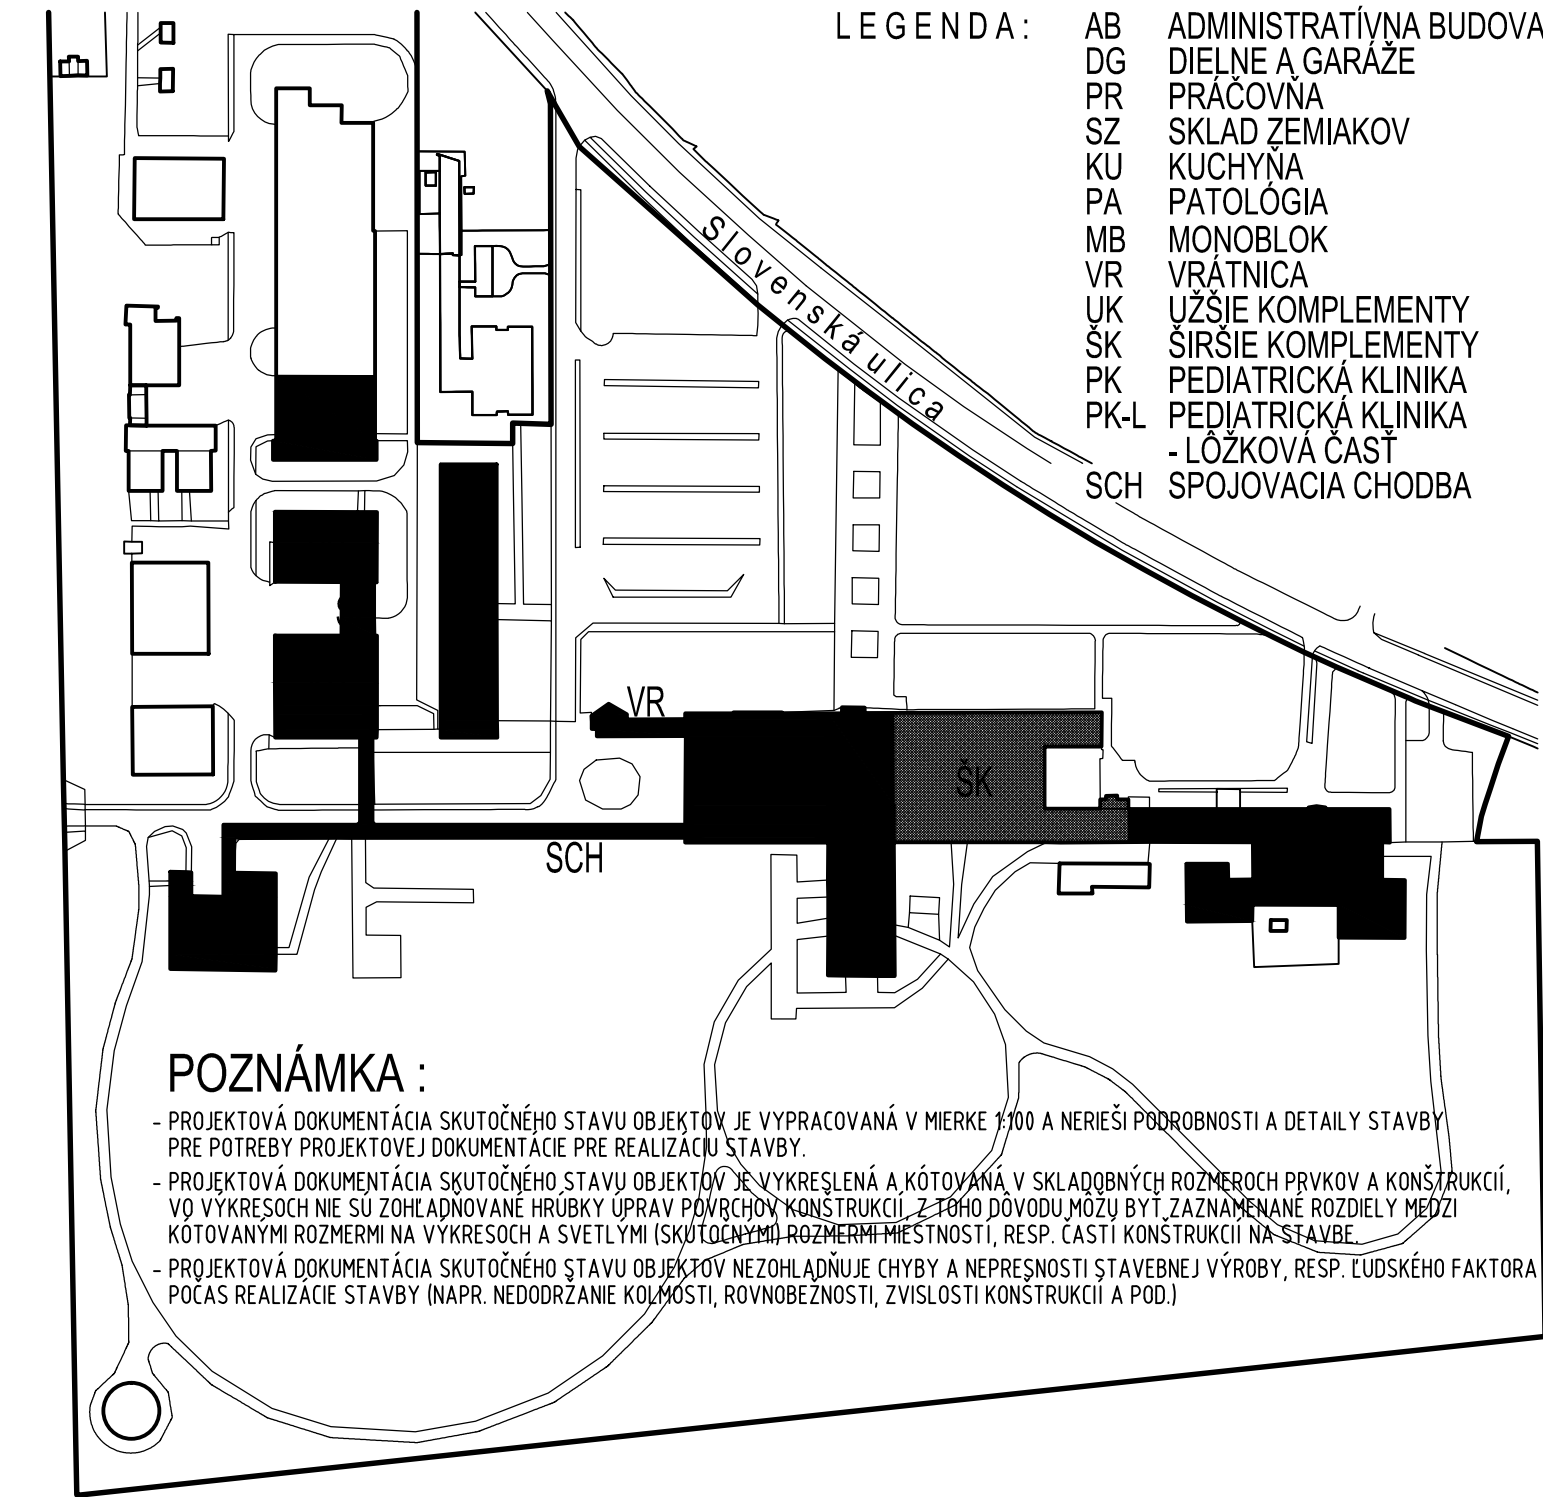 LEGENDA:
AB ADMINISTRATÍVNA BUDOVA
DG DIELNE A GARÁŽE
PR PRÁČOVŇA
SZ SKLAD ZEMIAKOV
KU KUCHYŇA
PA PATOLÓGIA
MB MONOBLOK
VR VRÁTNICA
UK UŽŠIE KOMPLEMENTY
ŠK ŠIRŠIE KOMPLEMENTY
PK PEDIATRICKÁ KLINIKA
PK-L PEDIATRICKÁ KLINIKA
- LÔŽKOVÁ ČASŤ
SCH SPOJOVACIA CHODBA
Slovenská ulica
VR
ŠK
SCH
POZNÁMKA :
- PROJEKTOVÁ DOKUMENTÁCIA SKUTOČNÉHO STAVU OBJEKTOV JE VYPRACOVANÁ V MIERKE 1:100 A NERIEŠI PODROBNOSTI A DETAILY STAVBY
PRE POTREBY PROJEKTOVEJ DOKUMENTÁCIE PRE REALIZÁCIU STAVBY.
- PROJEKTOVÁ DOKUMENTÁCIA SKUTOČNÉHO STAVU OBJEKTOV JE VYKRESLENÁ A KÓTOVANÁ V SKLADOBNÝCH ROZMEROCH PRVKOV A KONŠTRUKCIÍ,
VO VÝKRESOCH NIE SÚ ZOHĽADŇOVANÉ HRÚBKY ÚPRAV POVRCHOV KONŠTRUKCIÍ, Z TOHO DÔVODU MÔŽU BYŤ ZAZNAMENANÉ ROZDIELY MEDZI
KÓTOVANÝMI ROZMERMI NA VÝKRESOCH A SVETLÝMI (SKUTOČNÝMI) ROZMERMI MIESTNOSTÍ, RESP. ČASTÍ KONŠTRUKCIÍ NA STAVBE.
- PROJEKTOVÁ DOKUMENTÁCIA SKUTOČNÉHO STAVU OBJEKTOV NEZOHĽADŇUJE CHYBY A NEPRESNOSTI STAVEBNEJ VÝROBY, RESP. ĽUDSKÉHO FAKTORA
POČAS REALIZÁCIE STAVBY (NAPR. NEDODRŽANIE KOLMOSTI, ROVNOBEŽNOSTI, ZVISLOSTI KONŠTRUKCIÍ A POD.)